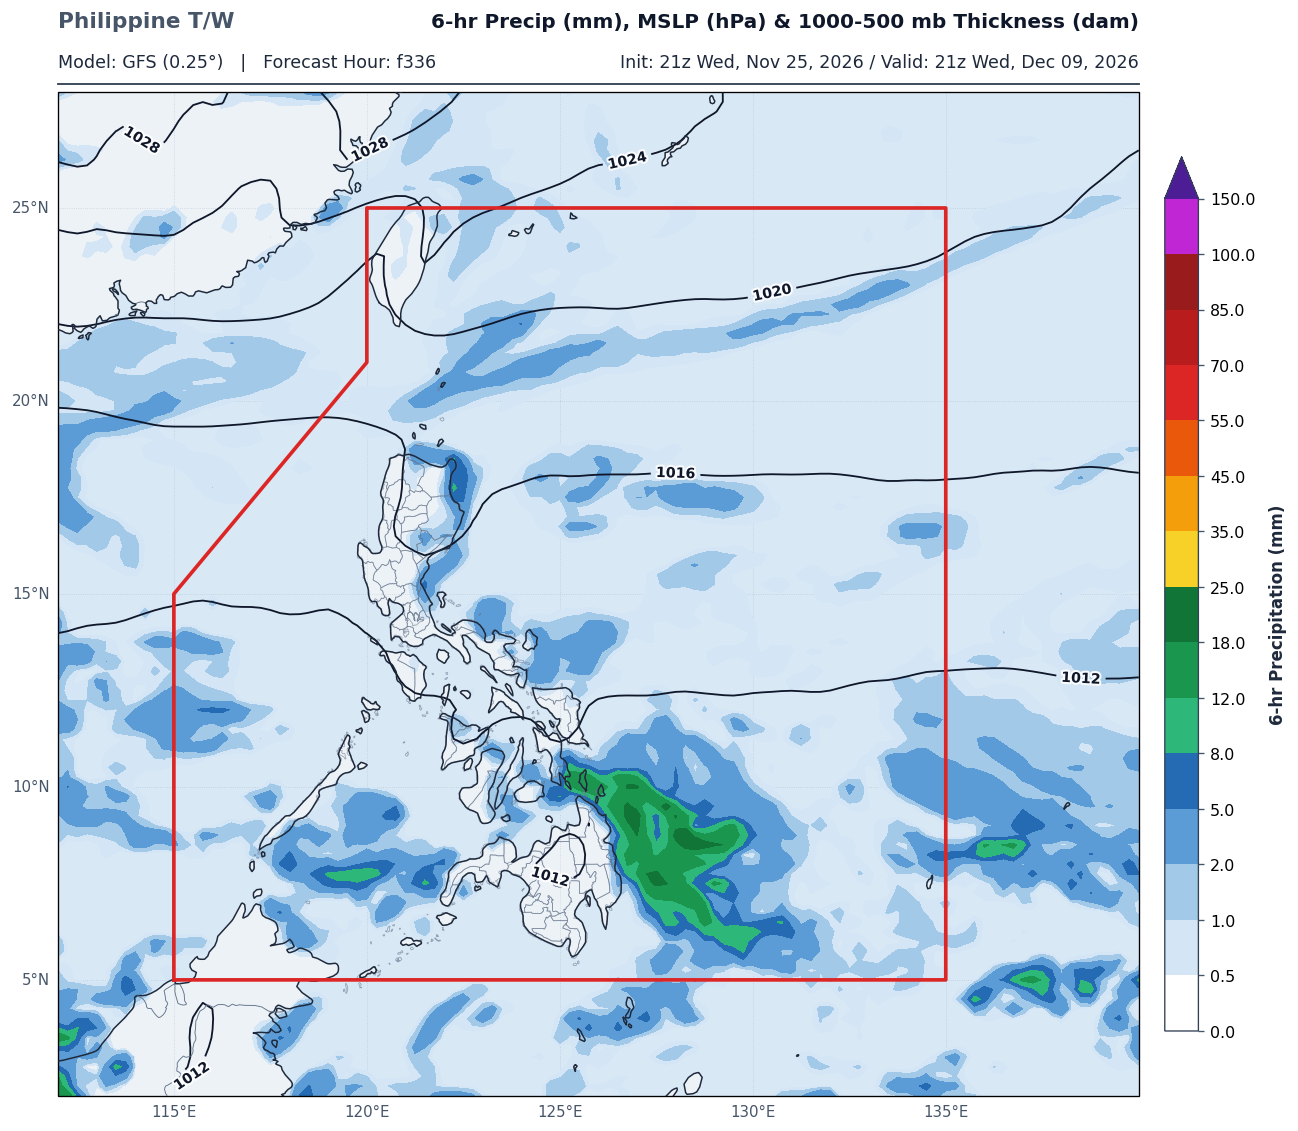 Philippine T/W
6-hr Precip (mm), MSLP (hPa) & 1000-500 mb Thickness (dam)
Model: GFS (0.25°)   |   Forecast Hour: f336
Init: 21z Wed, Nov 25, 2026 / Valid: 21z Wed, Dec 09, 2026
1028
1028
1024
1020
1016
1012
1012
1012
25°N
20°N
15°N
10°N
5°N
115°E
120°E
125°E
130°E
135°E
150.0
100.0
85.0
70.0
55.0
45.0
35.0
25.0
18.0
12.0
8.0
5.0
2.0
1.0
0.5
0.0
6-hr Precipitation (mm)